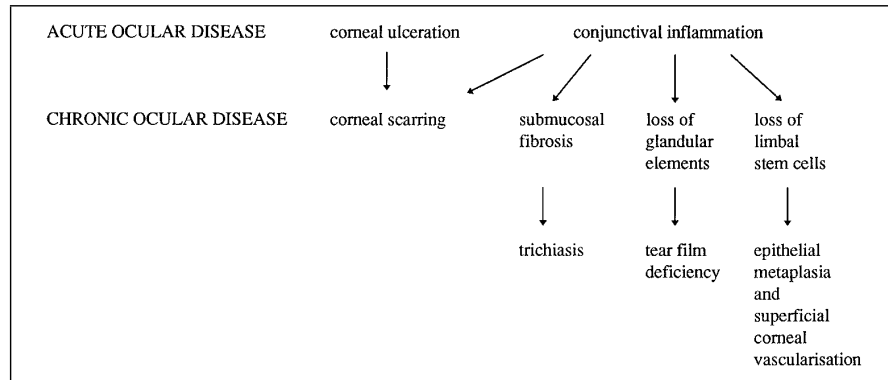 ACUTE OCULAR DISEASE corneal ulceration conjunctival inflammation
CHRONIC OCULAR DISEASE corneal scarring submucosal fibrosis loss of glandular elements loss of limbal stem cells
trichiasis tear film deficiency epithelial metaplasia and superficial corneal vascularisation